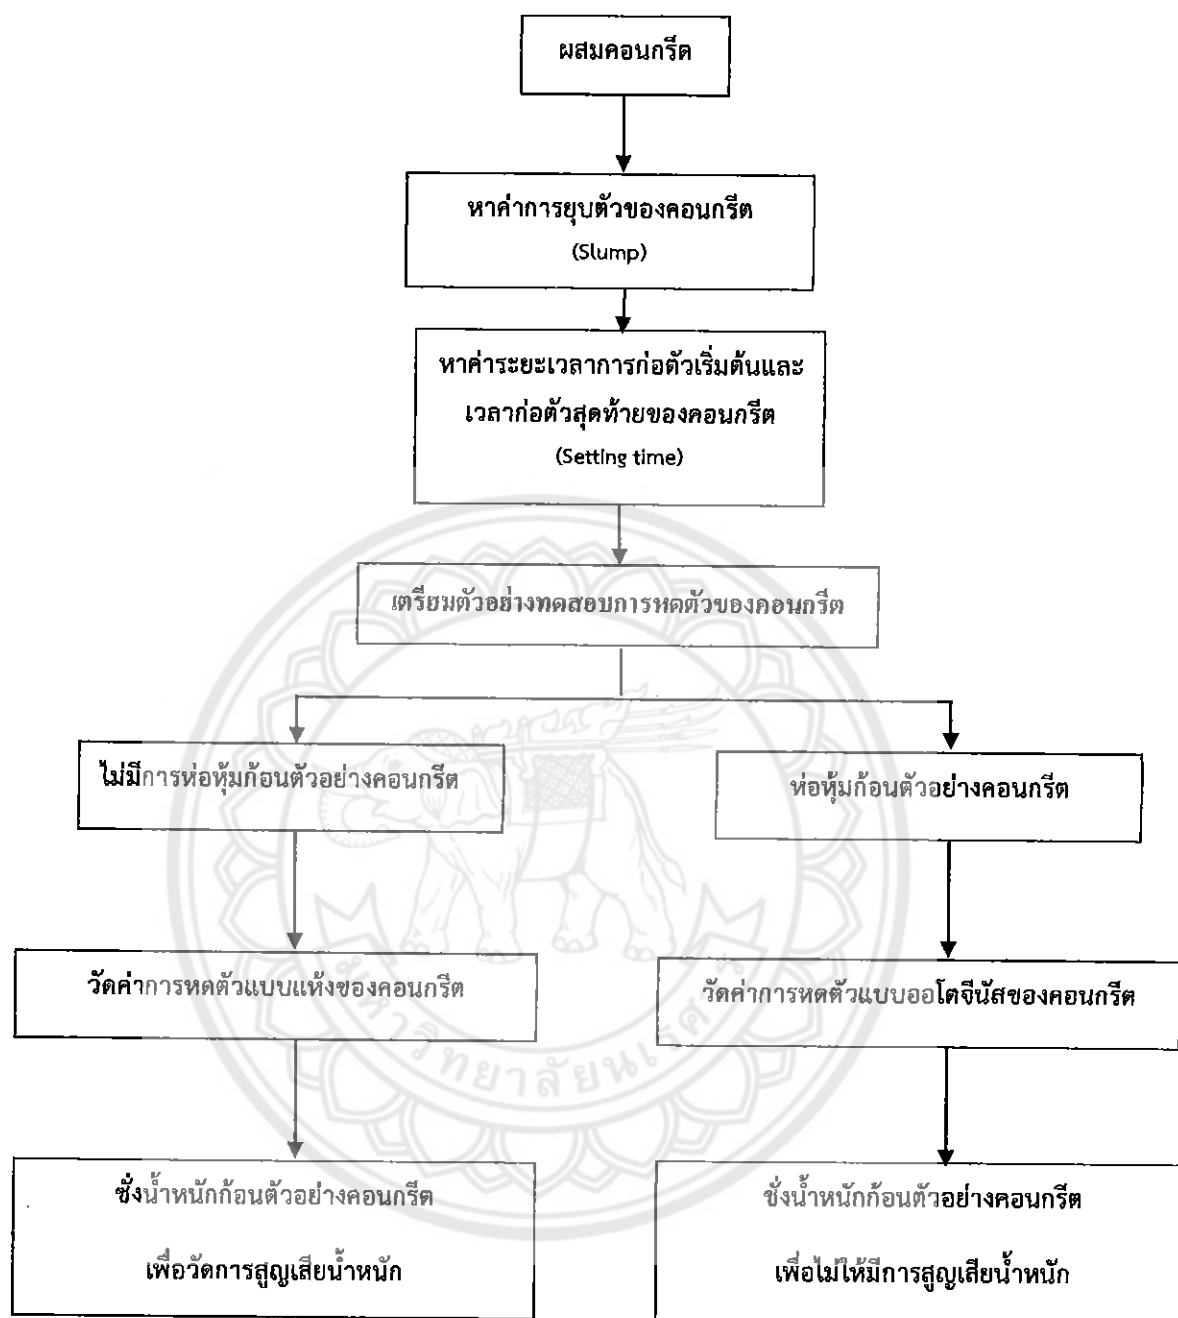 ผสมคอนกรีต
หาค่าการยุบตัวของคอนกรีต
(Slump)
หาค่าระยะเวลาการก่อตัวเริ่มต้นและ
เวลาก่อตัวสุดท้ายของคอนกรีต
(Setting time)
เตรียมตัวอย่างทดสอบการหดตัวของคอนกรีต
ไม่มีการห่อหุ้มก้อนตัวอย่างคอนกรีต
ห่อหุ้มก้อนตัวอย่างคอนกรีต
วัดค่าการหดตัวแบบแห้งของคอนกรีต
วัดค่าการหดตัวแบบออโตจีนัสของคอนกรีต
ชั่งน้ำหนักก้อนตัวอย่างคอนกรีต
เพื่อวัดการสูญเสียน้ำหนัก
ชั่งน้ำหนักก้อนตัวอย่างคอนกรีต
เพื่อไม่ให้มีการสูญเสียน้ำหนัก
มหาวิทยาลัยนเรศวร